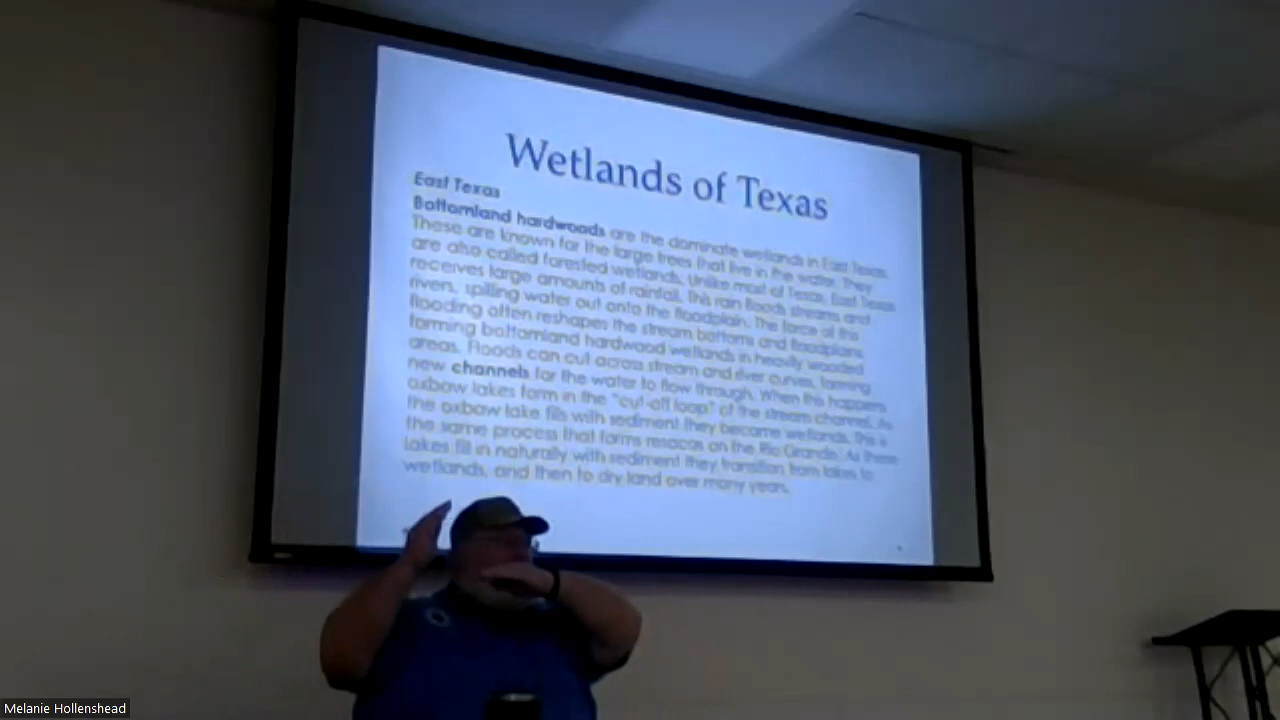 Wetlands of Texas
East Texas
Bottomland hardwoods are the dominate wetlands in East Texas.
These are known for the large trees that live in the water. They
are also called forested wetlands. Unlike most of Texas, East Texas
receives large amounts of rainfall. This rain floods streams and
rivers, spilling water out onto the floodplain. The force of this
flooding often reshapes the stream bottoms and floodplains,
forming bottomland hardwood wetlands in heavily wooded
areas. Floods can cut across stream and river curves, forming
new channels for the water to flow through. When this happens
oxbow lakes form in the "cut-off loop" of the stream channel. As
the oxbow lake fills with sediment they became wetlands. This is
the same process that forms resacas on the Rio Grande. As these
lakes fill in naturally with sediment they transition from lakes to
wetlands, and then to dry land over many years.
Melanie Hollenshead